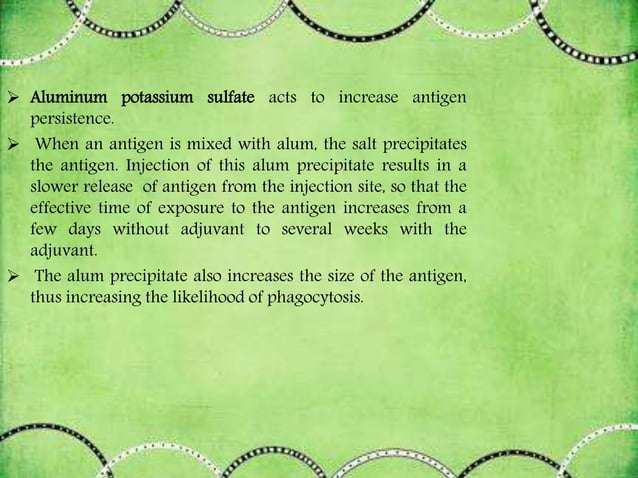 ➢ Aluminum potassium sulfate acts to increase antigen
persistence.
➢ When an antigen is mixed with alum, the salt precipitates
the antigen. Injection of this alum precipitate results in a
slower release of antigen from the injection site, so that the
effective time of exposure to the antigen increases from a
few days without adjuvant to several weeks with the
adjuvant.
➢ The alum precipitate also increases the size of the antigen,
thus increasing the likelihood of phagocytosis.